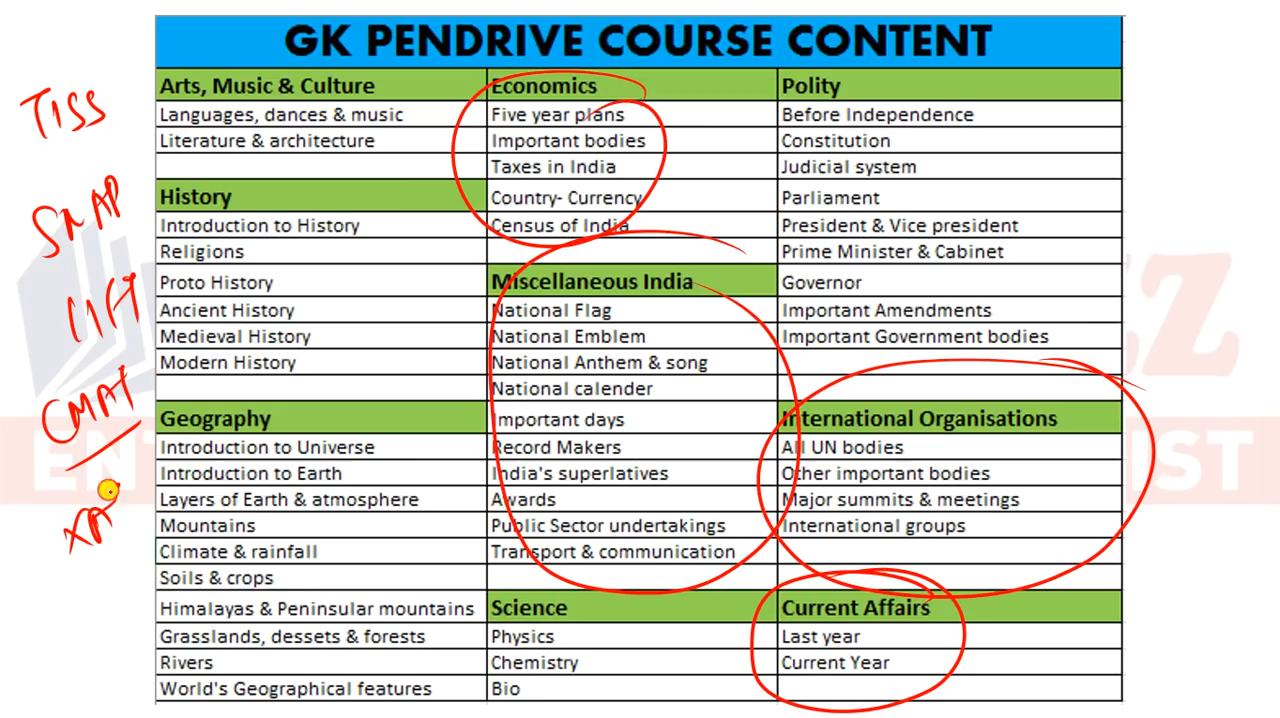 GK PENDRIVE COURSE CONTENT
TISS
SNAP
IIFT
CMAT
Arts, Music & Culture
Languages, dances & music
Literature & architecture
History
Introduction to History
Religions
Proto History
Ancient History
Medieval History
Modern History
Geography
Introduction to Universe
Introduction to Earth
Layers of Earth & atmosphere
Mountains
Climate & rainfall
Soils & crops
Himalayas & Peninsular mountains
Grasslands, dessets & forests
Rivers
World's Geographical features
Economics
Five year plans
Important bodies
Taxes in India
Country- Currency
Census of India
Miscellaneous India
National Flag
National Emblem
National Anthem & song
National calender
Important days
Record Makers
India's superlatives
Awards
Public Sector undertakings
Transport & communication
Science
Physics
Chemistry
Bio
Polity
Before Independence
Constitution
Judicial system
Parliament
President & Vice president
Prime Minister & Cabinet
Governor
Important Amendments
Important Government bodies
International Organisations
All UN bodies
Other important bodies
Major summits & meetings
International groups
Current Affairs
Last year
Current Year